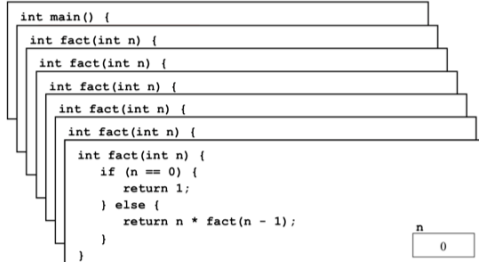 int main() {
int fact(int n) {
int fact(int n) {
int fact(int n) {
int fact(int n) {
int fact(int n) {
int fact(int n) {
if (n == 0) {
return 1;
} else {
return n * fact(n - 1);
}
}
n
0